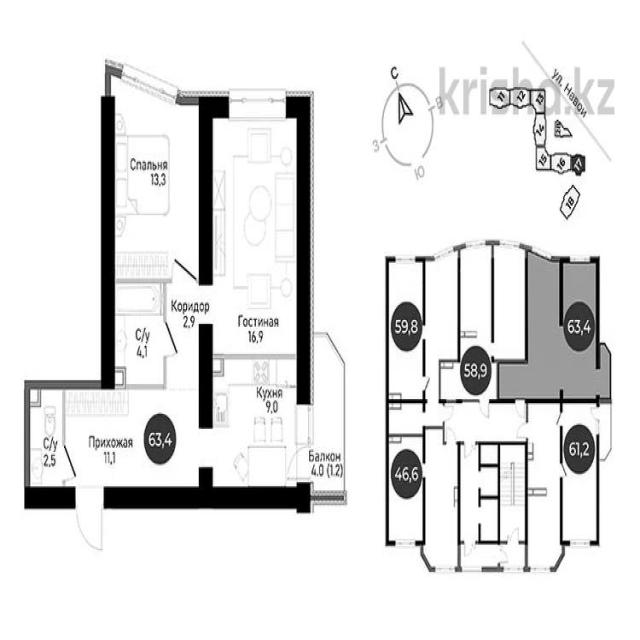 Спальня
13,3
Коридор
2,9
С/у
4,1
Гостиная
16,9
Кухня
9,0
С/у
2,5
Прихожая
11,1
63,4
Балкон
4.0 (1.2)
С
В
З
Ю
krisha.kz
ул. Навои
11
12
13
14
15
16
17
18
59,8
58,9
63,4
46,6
61,2